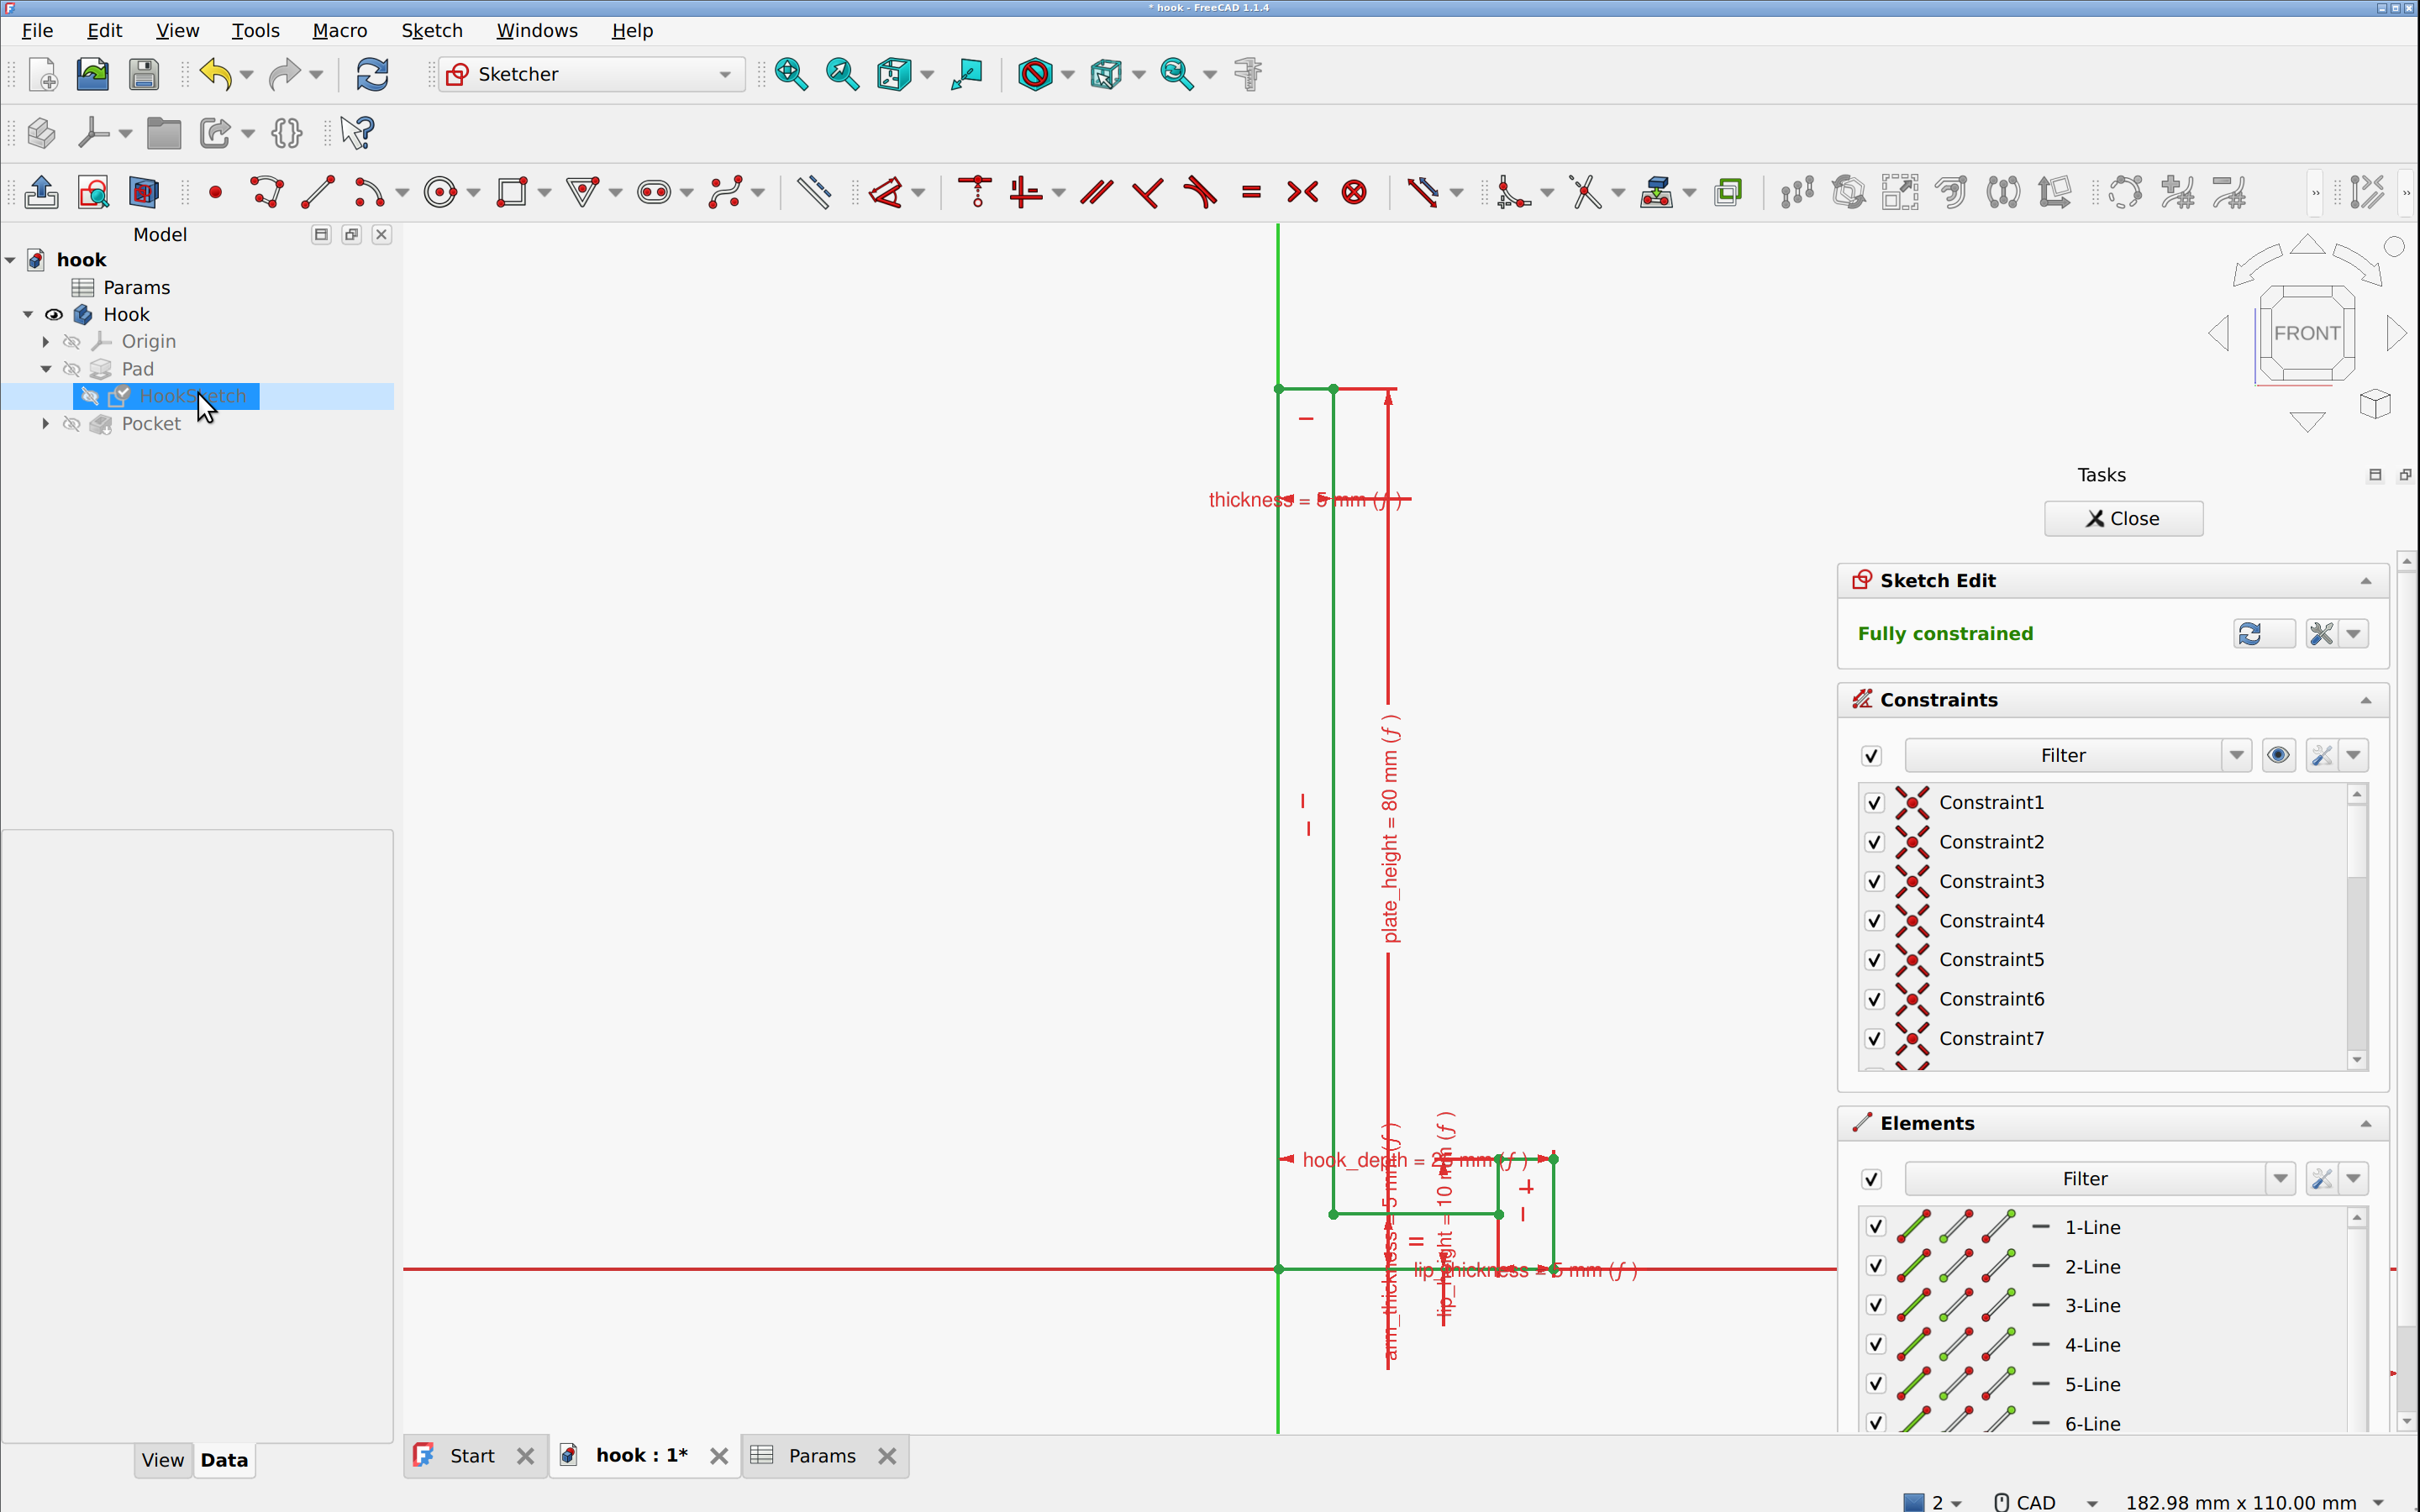 * hook - FreeCAD 1.1.4
File Edit View Tools Macro Sketch Windows Help
Sketcher
Model
hook
Params
Hook
Origin
Pad
HookSketch
Pocket
View Data
FRONT
thickness = 5 mm (ƒ )
plate_height = 80 mm (ƒ )
hook_depth = 25 mm (ƒ )
arm_thickness = 5 mm (ƒ )
lip_height = 10 mm (ƒ )
lip_thickness = 5 mm (ƒ )
Tasks
Close
Sketch Edit
Fully constrained
Constraints
Filter
Constraint1
Constraint2
Constraint3
Constraint4
Constraint5
Constraint6
Constraint7
Elements
Filter
1-Line
2-Line
3-Line
4-Line
5-Line
6-Line
Start hook : 1* Params
2 CAD 182.98 mm x 110.00 mm